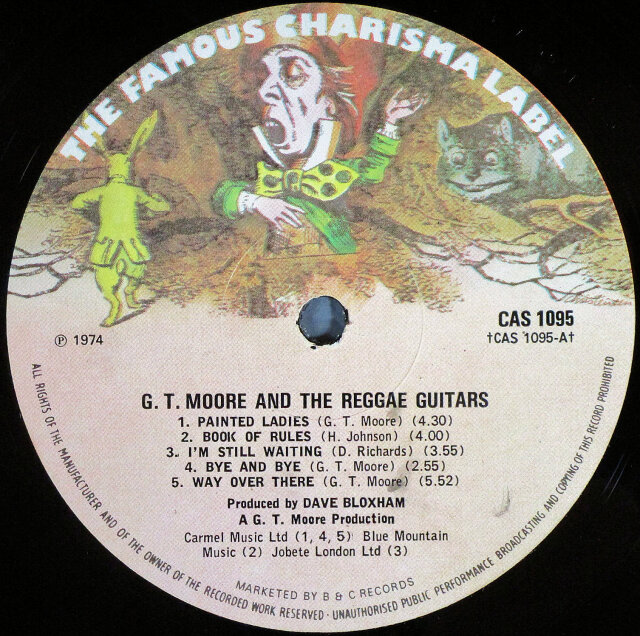 THE FAMOUS CHARISMA LABEL
CAS 1095
℗ 1974
†CAS 1095-A†
G. T. MOORE AND THE REGGAE GUITARS
1. PAINTED LADIES (G. T. Moore) (4.30)
2. BOOK OF RULES (H. Johnson) (4.00)
3. I'M STILL WAITING (D. Richards) (3.55)
4. BYE AND BYE (G. T. Moore) (2.55)
5. WAY OVER THERE (G. T. Moore) (5.52)
Produced by DAVE BLOXHAM
A G. T. Moore Production
Carmel Music Ltd (1, 4, 5) Blue Mountain
Music (2) Jobete London Ltd (3)
MARKETED BY B & C RECORDS
ALL RIGHTS OF THE MANUFACTURER AND OF THE OWNER OF THE RECORDED WORK RESERVED · UNAUTHORISED PUBLIC PERFORMANCE BROADCASTING AND COPYING OF THIS RECORD PROHIBITED